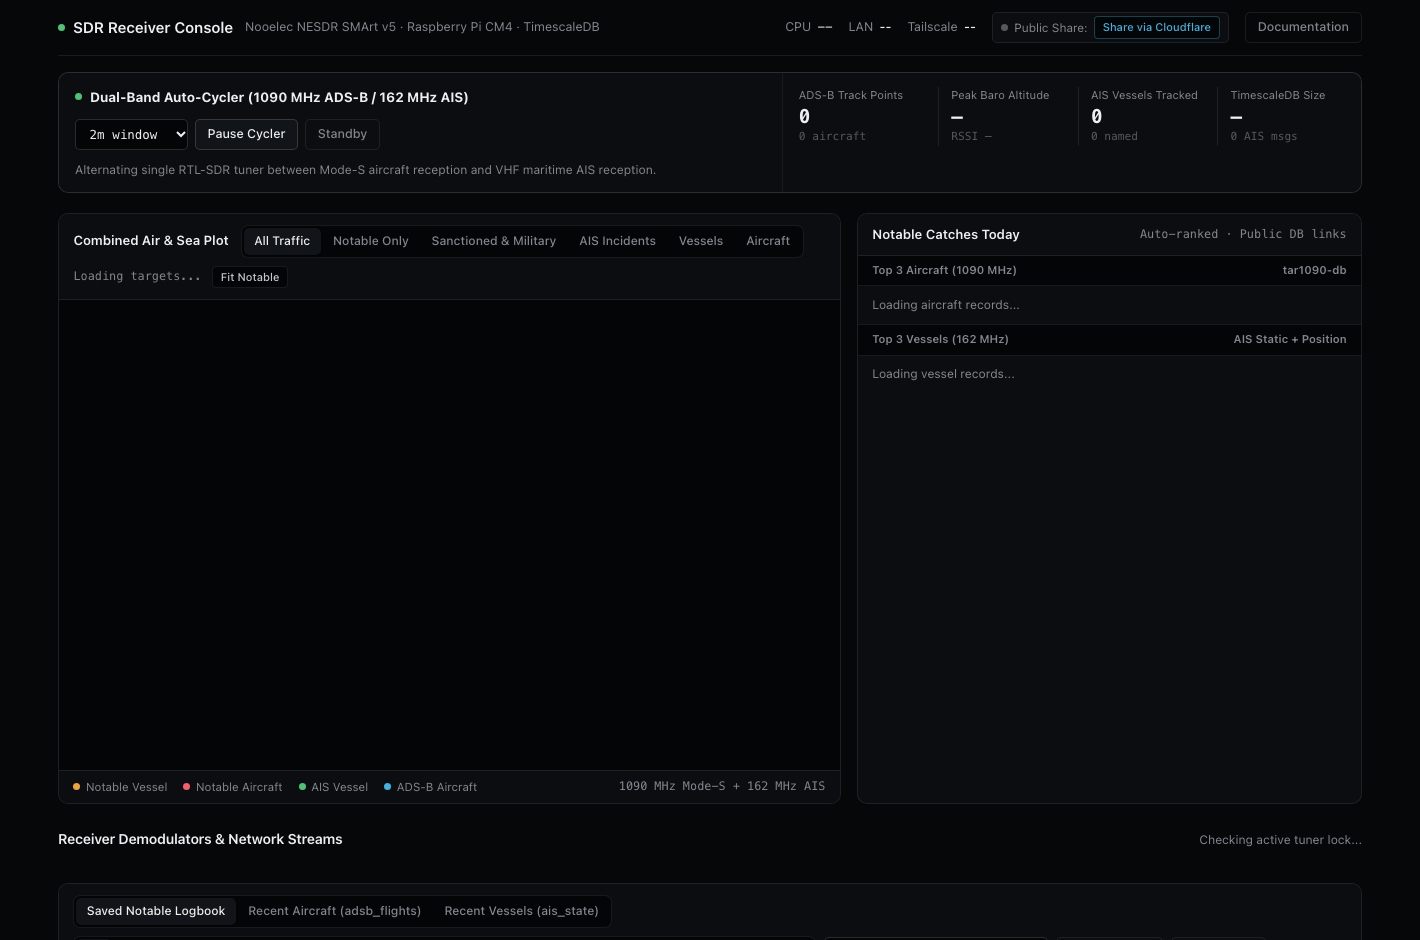 SDR Receiver Console
Nooelec NESDR SMArt v5 · Raspberry Pi CM4 · TimescaleDB
CPU —
LAN --
Tailscale --
Public Share:
Share via Cloudflare
Documentation
Dual-Band Auto-Cycler (1090 MHz ADS-B / 162 MHz AIS)
2m window
Pause Cycler
Standby
Alternating single RTL-SDR tuner between Mode-S aircraft reception and VHF maritime AIS reception.
ADS-B Track Points
0
0 aircraft
Peak Baro Altitude
—
RSSI —
AIS Vessels Tracked
0
0 named
TimescaleDB Size
—
0 AIS msgs
Combined Air & Sea Plot
All Traffic
Notable Only
Sanctioned & Military
AIS Incidents
Vessels
Aircraft
Loading targets...
Fit Notable
Notable Vessel
Notable Aircraft
AIS Vessel
ADS-B Aircraft
1090 MHz Mode-S + 162 MHz AIS
Notable Catches Today
Auto-ranked · Public DB links
Top 3 Aircraft (1090 MHz)
tar1090-db
Loading aircraft records...
Top 3 Vessels (162 MHz)
AIS Static + Position
Loading vessel records...
Receiver Demodulators & Network Streams
Checking active tuner lock...
Saved Notable Logbook
Recent Aircraft (adsb_flights)
Recent Vessels (ais_state)